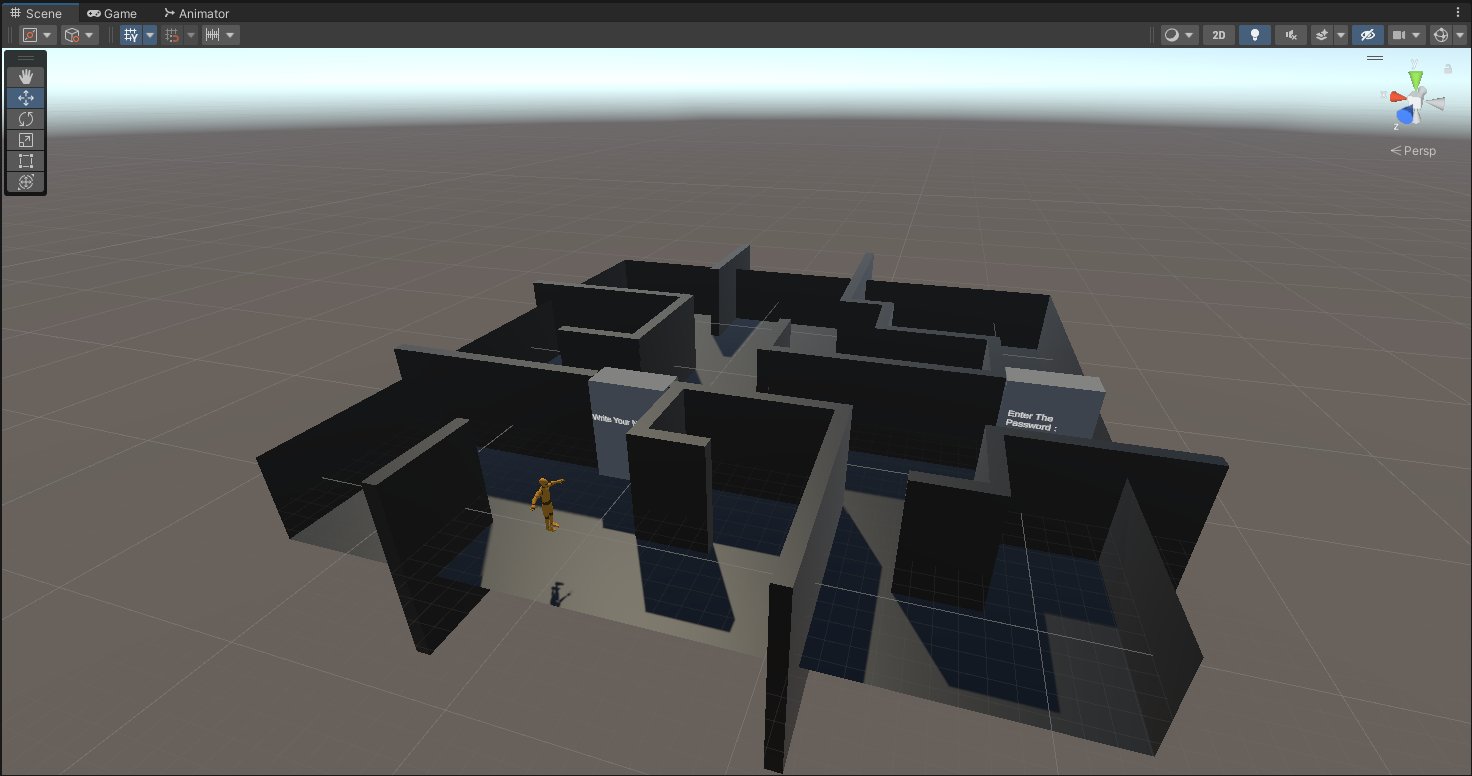 Scene Game Animator
2D
y
x
z
Persp
Write Your
Enter The
Password :